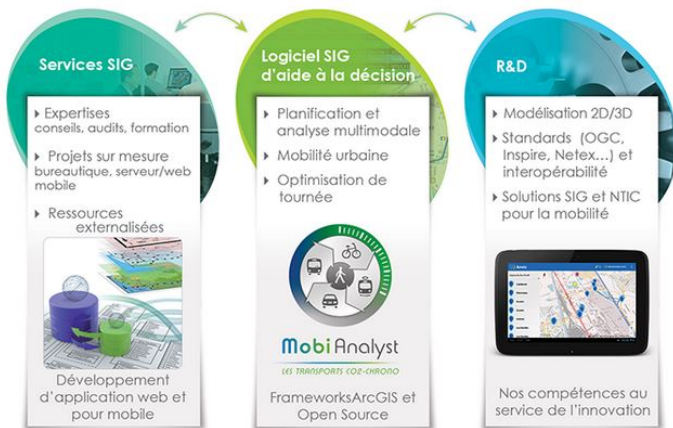 Services SIG
Expertises
conseils, audits, formation
Projets sur mesure
bureautique, serveur/web
mobile
Ressources
externalisées
Développement
d'application web et
pour mobile
Logiciel SIG
d'aide à la décision
Planification et
analyse multimodale
Mobilité urbaine
Optimisation de
tournée
MobiAnalyst
LES TRANSPORTS CO2-CHRONO
FrameworksArcGIS et
Open Source
R&D
Modélisation 2D/3D
Standards (OGC,
Inspire, Netex...) et
interopérabilité
Solutions SIG et NTIC
pour la mobilité
Nos compétences au
service de l'innovation